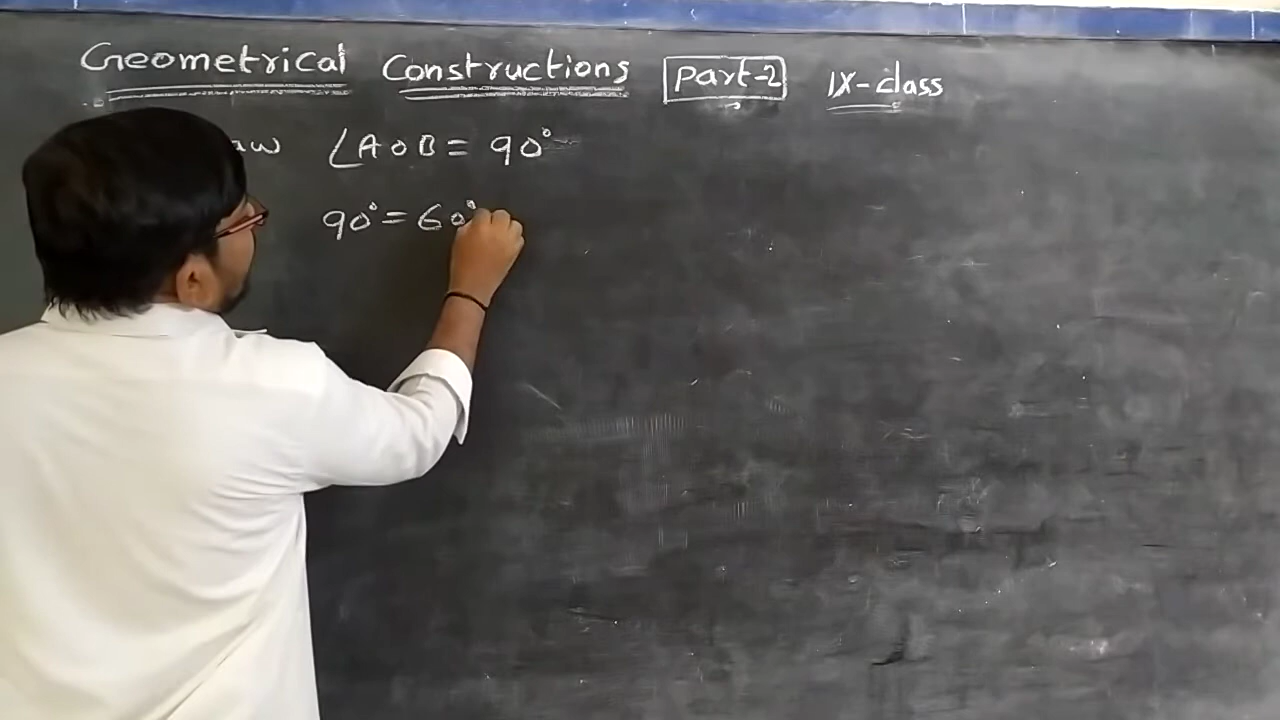 Geometrical Constructions Part-2 IX-class
aw ∠AOB = 90°
90° = 60°